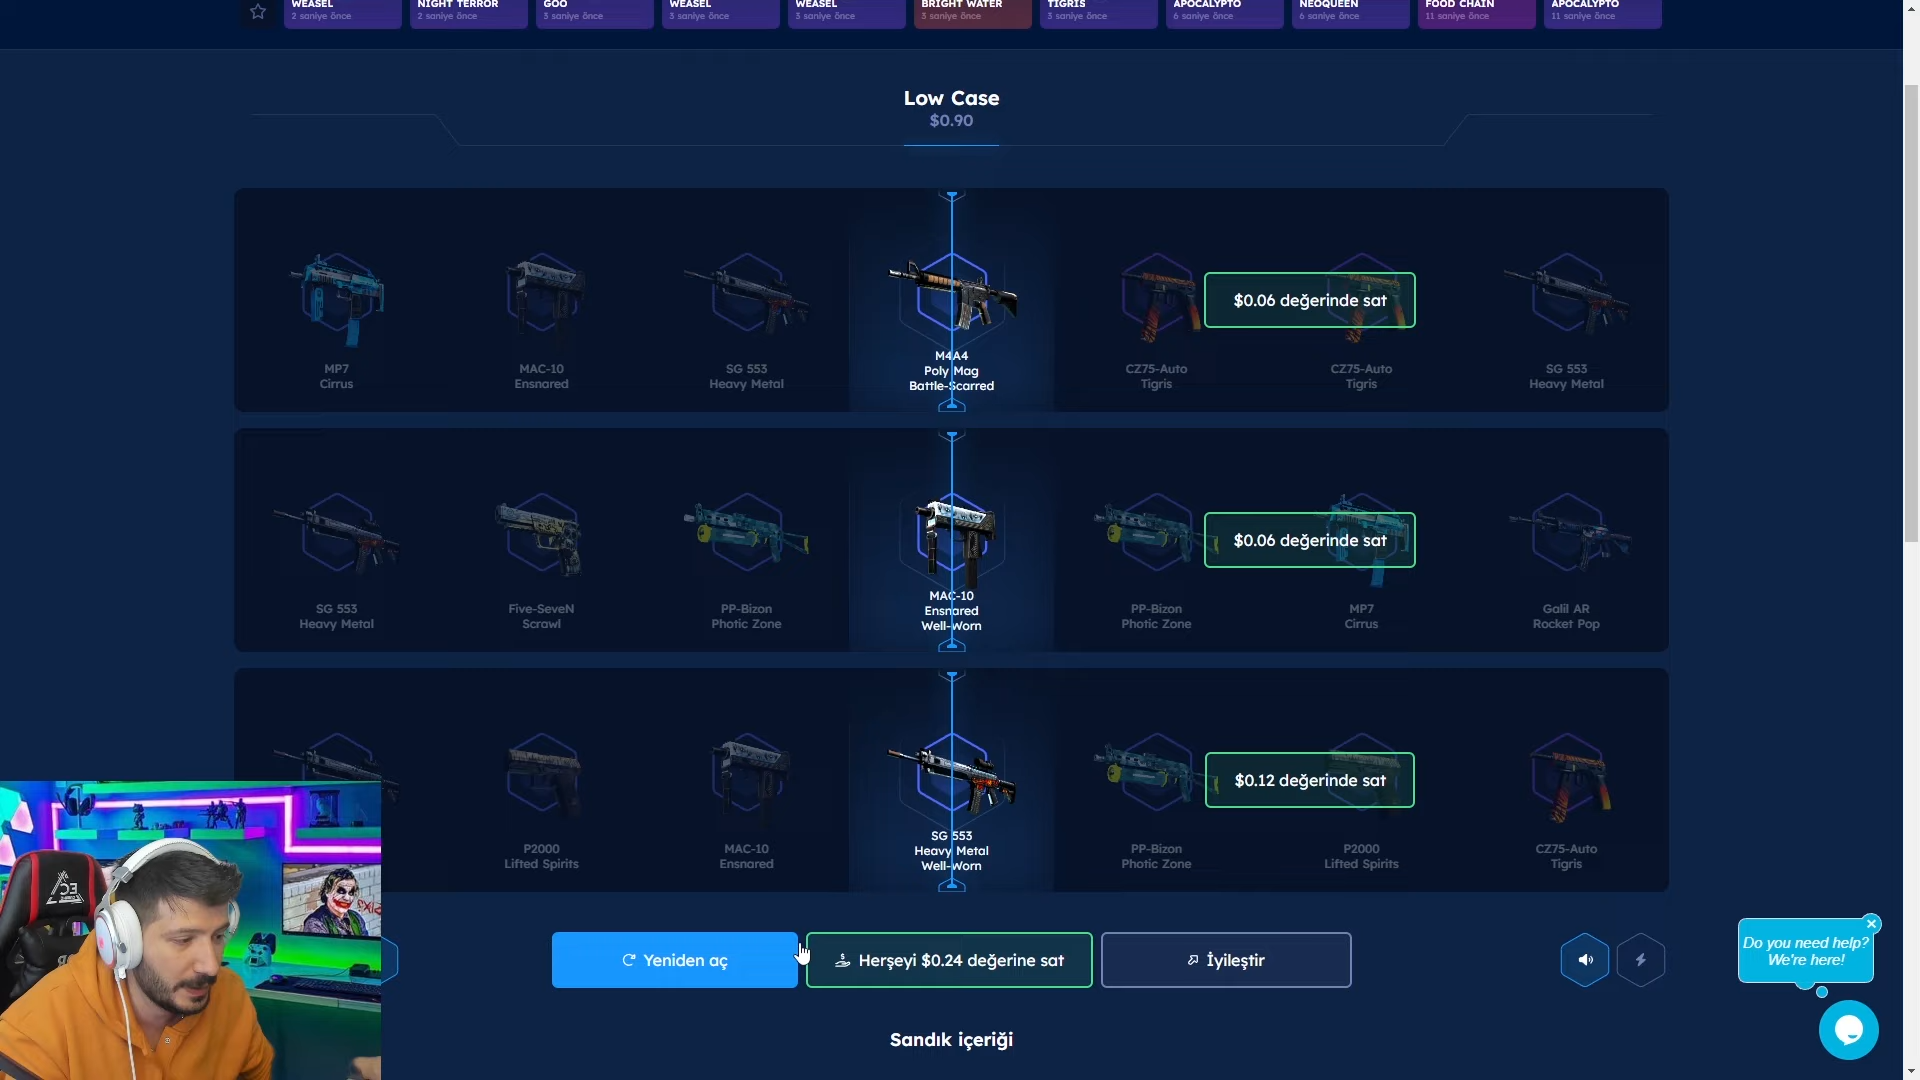 WEASEL
2 saniye önce
NIGHT TERROR
2 saniye önce
GOO
3 saniye önce
WEASEL
3 saniye önce
WEASEL
3 saniye önce
BRIGHT WATER
3 saniye önce
TIGRIS
3 saniye önce
APOCALYPTO
6 saniye önce
NEOQUEEN
6 saniye önce
FOOD CHAIN
11 saniye önce
APOCALYPTO
11 saniye önce
Low Case
$0.90
MP7
Cirrus
MAC-10
Ensnared
SG 553
Heavy Metal
M4A4
Poly Mag
Battle-Scarred
CZ75-Auto
Tigris
$0.06 değerinde sat
CZ75-Auto
Tigris
SG 553
Heavy Metal
SG 553
Heavy Metal
Five-SeveN
Scrawl
PP-Bizon
Photic Zone
MAC-10
Ensnared
Well-Worn
PP-Bizon
Photic Zone
$0.06 değerinde sat
MP7
Cirrus
Galil AR
Rocket Pop
P2000
Lifted Spirits
MAC-10
Ensnared
SG 553
Heavy Metal
Well-Worn
PP-Bizon
Photic Zone
$0.12 değerinde sat
P2000
Lifted Spirits
CZ75-Auto
Tigris
Yeniden aç
Herşeyi $0.24 değerine sat
İyileştir
Do you need help?
We're here!
Sandık içeriği